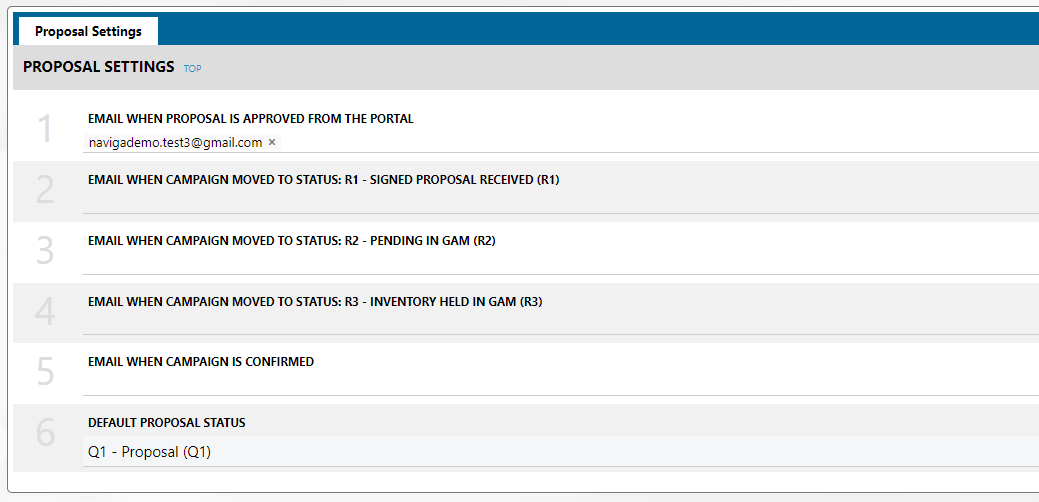 Proposal Settings
PROPOSAL SETTINGS TOP
1
EMAIL WHEN PROPOSAL IS APPROVED FROM THE PORTAL
navigademo.test3@gmail.com ×
2
EMAIL WHEN CAMPAIGN MOVED TO STATUS: R1 - SIGNED PROPOSAL RECEIVED (R1)
3
EMAIL WHEN CAMPAIGN MOVED TO STATUS: R2 - PENDING IN GAM (R2)
4
EMAIL WHEN CAMPAIGN MOVED TO STATUS: R3 - INVENTORY HELD IN GAM (R3)
5
EMAIL WHEN CAMPAIGN IS CONFIRMED
6
DEFAULT PROPOSAL STATUS
Q1 - Proposal (Q1)